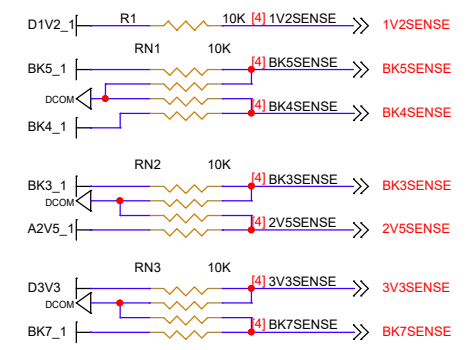 D1V2_1 R1 10K [4] 1V2SENSE 1V2SENSE
RN1 10K
BK5_1 [4] BK5SENSE BK5SENSE
DCOM
BK4_1 [4] BK4SENSE BK4SENSE
RN2 10K
BK3_1 [4] BK3SENSE BK3SENSE
DCOM
A2V5_1 [4] 2V5SENSE 2V5SENSE
RN3 10K
D3V3 [4] 3V3SENSE 3V3SENSE
DCOM
BK7_1 [4] BK7SENSE BK7SENSE